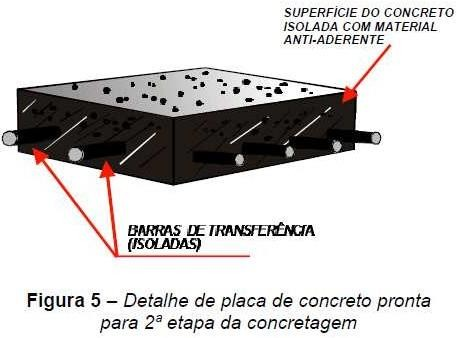 SUPERFÍCIE DO CONCRETO
ISOLADA COM MATERIAL
ANTI-ADERENTE
BARRAS DE TRANSFERÊNCIA
(ISOLADAS)
Figura 5 – Detalhe de placa de concreto pronta
para 2ª etapa da concretagem